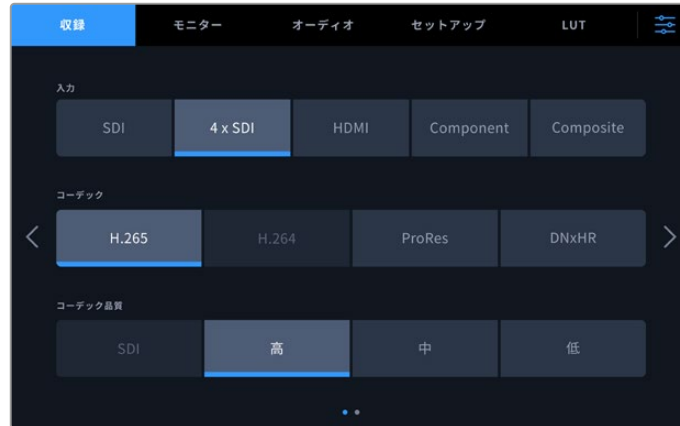 収録 モニター オーディオ セットアップ LUT
入力
SDI 4 x SDI HDMI Component Composite
コーデック
H.265 H.264 ProRes DNxHR
コーデック品質
SDI 高 中 低